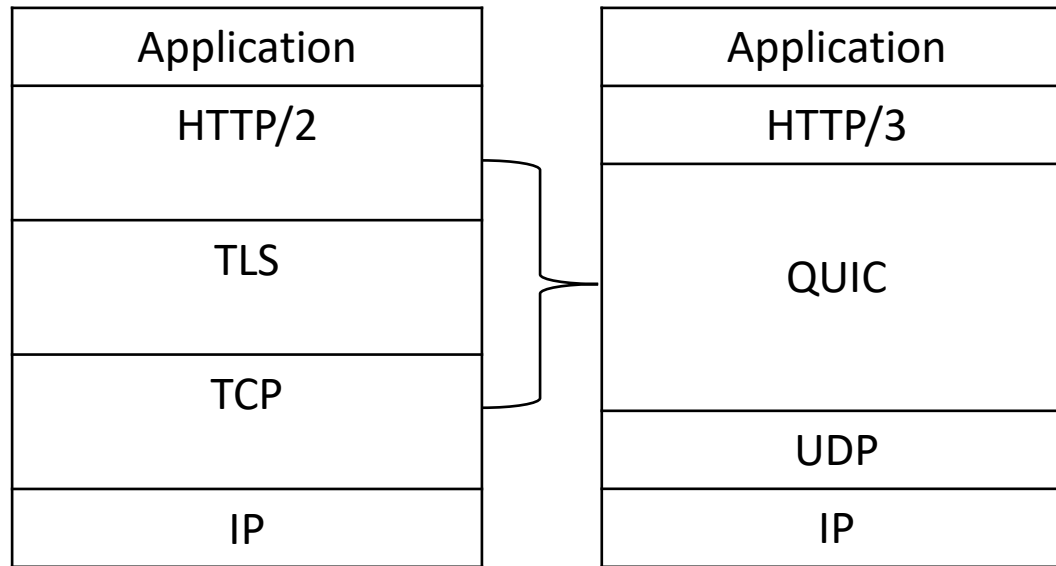 Application
HTTP/2
TLS
TCP
IP
Application
HTTP/3
QUIC
UDP
IP